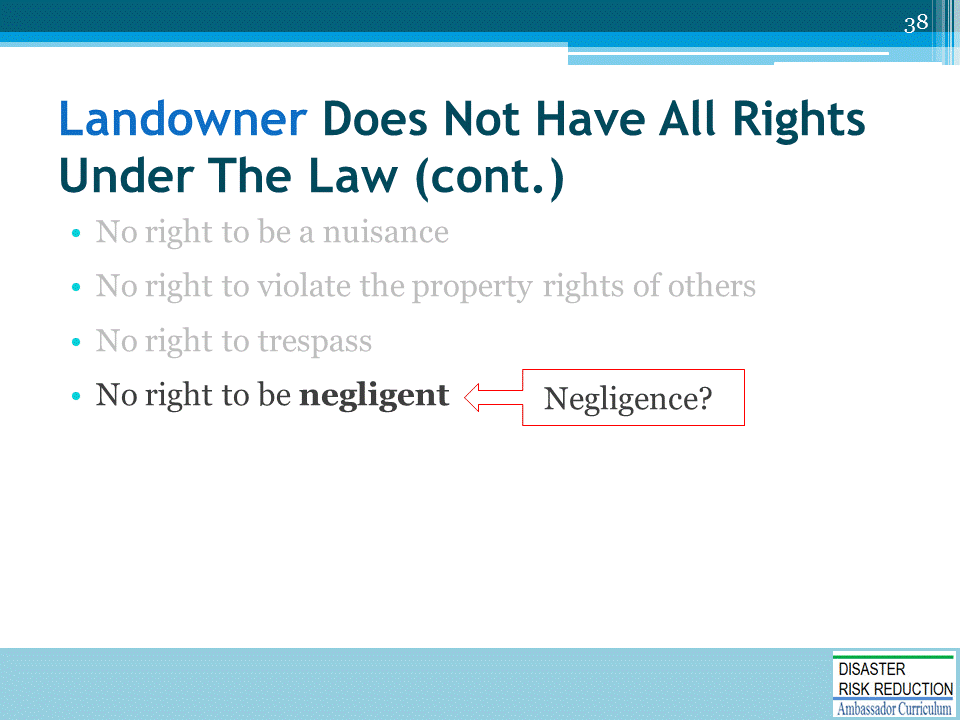 38
Landowner Does Not Have All Rights
Under The Law (cont.)
• No right to be a nuisance
• No right to violate the property rights of others
• No right to trespass
• No right to be negligent
Negligence?
DISASTER
RISK REDUCTION
Ambassador Curriculum